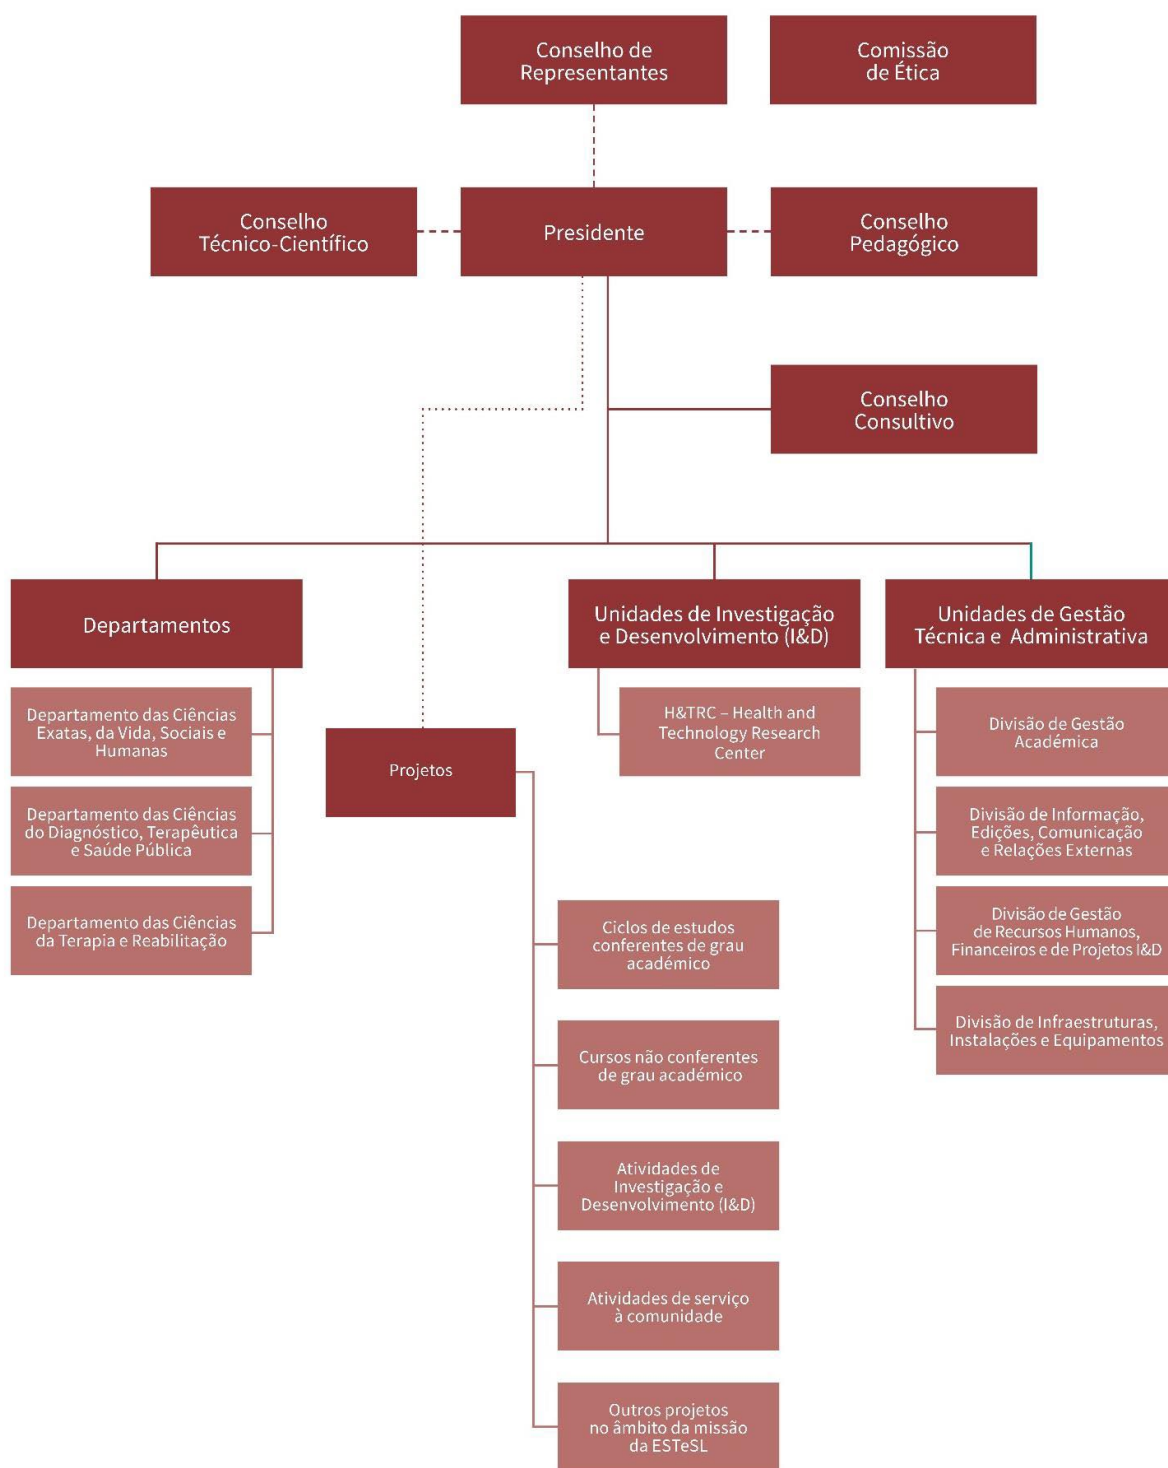 Conselho de
Representantes
Comissão
de Ética
Conselho
Técnico-Científico
Presidente
Conselho
Pedagógico
Conselho
Consultivo
Departamentos
Unidades de Investigação
e Desenvolvimento (I&D)
Unidades de Gestão
Técnica e Administrativa
Departamento das Ciências
Exatas, da Vida, Sociais e
Humanas
Departamento das Ciências
do Diagnóstico, Terapêutica
e Saúde Pública
Departamento das Ciências
da Terapia e Reabilitação
Projetos
H&TRC – Health and
Technology Research
Center
Divisão de Gestão
Académica
Divisão de Informação,
Edições, Comunicação
e Relações Externas
Divisão de Gestão
de Recursos Humanos,
Financeiros e de Projetos I&D
Divisão de Infraestruturas,
Instalações e Equipamentos
Ciclos de estudos
conferentes de grau
académico
Cursos não conferentes
de grau académico
Atividades de
Investigação e
Desenvolvimento (I&D)
Atividades de serviço
à comunidade
Outros projetos
no âmbito da missão
da ESTeSL